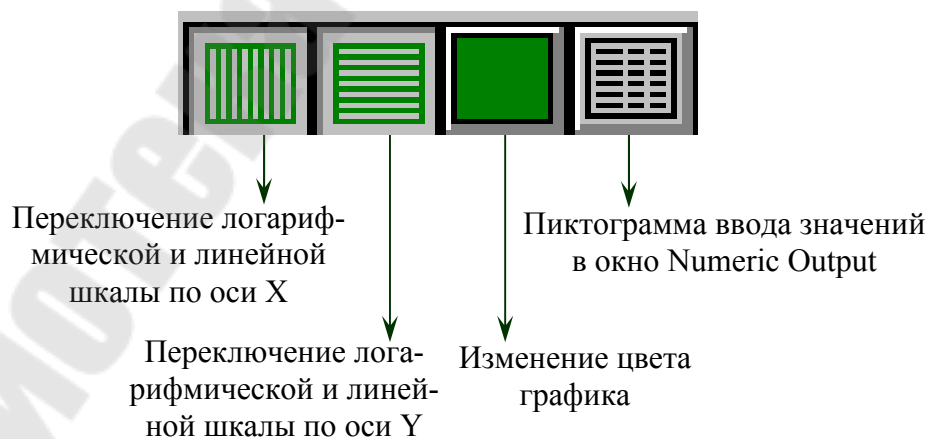 Переключение логариф-
мической и линейной
шкалы по оси X
Пиктограмма ввода значений
в окно Numeric Output
Переключение лога-
рифмической и линей-
ной шкалы по оси Y
Изменение цвета
графика